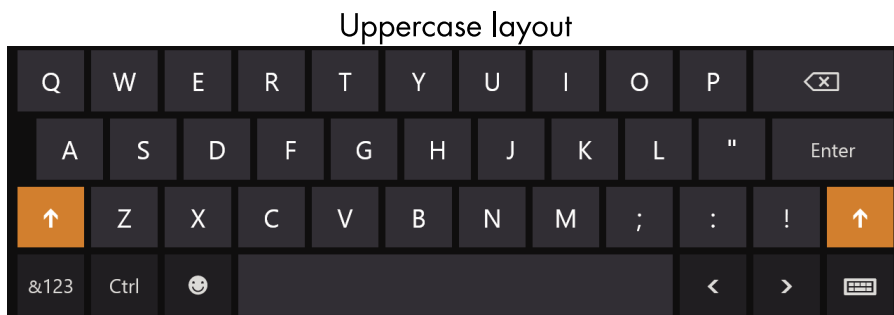 Uppercase layout
Q W E R T Y U I O P
A S D F G H J K L " Enter
Z X C V B N M ; : !
&123 Ctrl < >